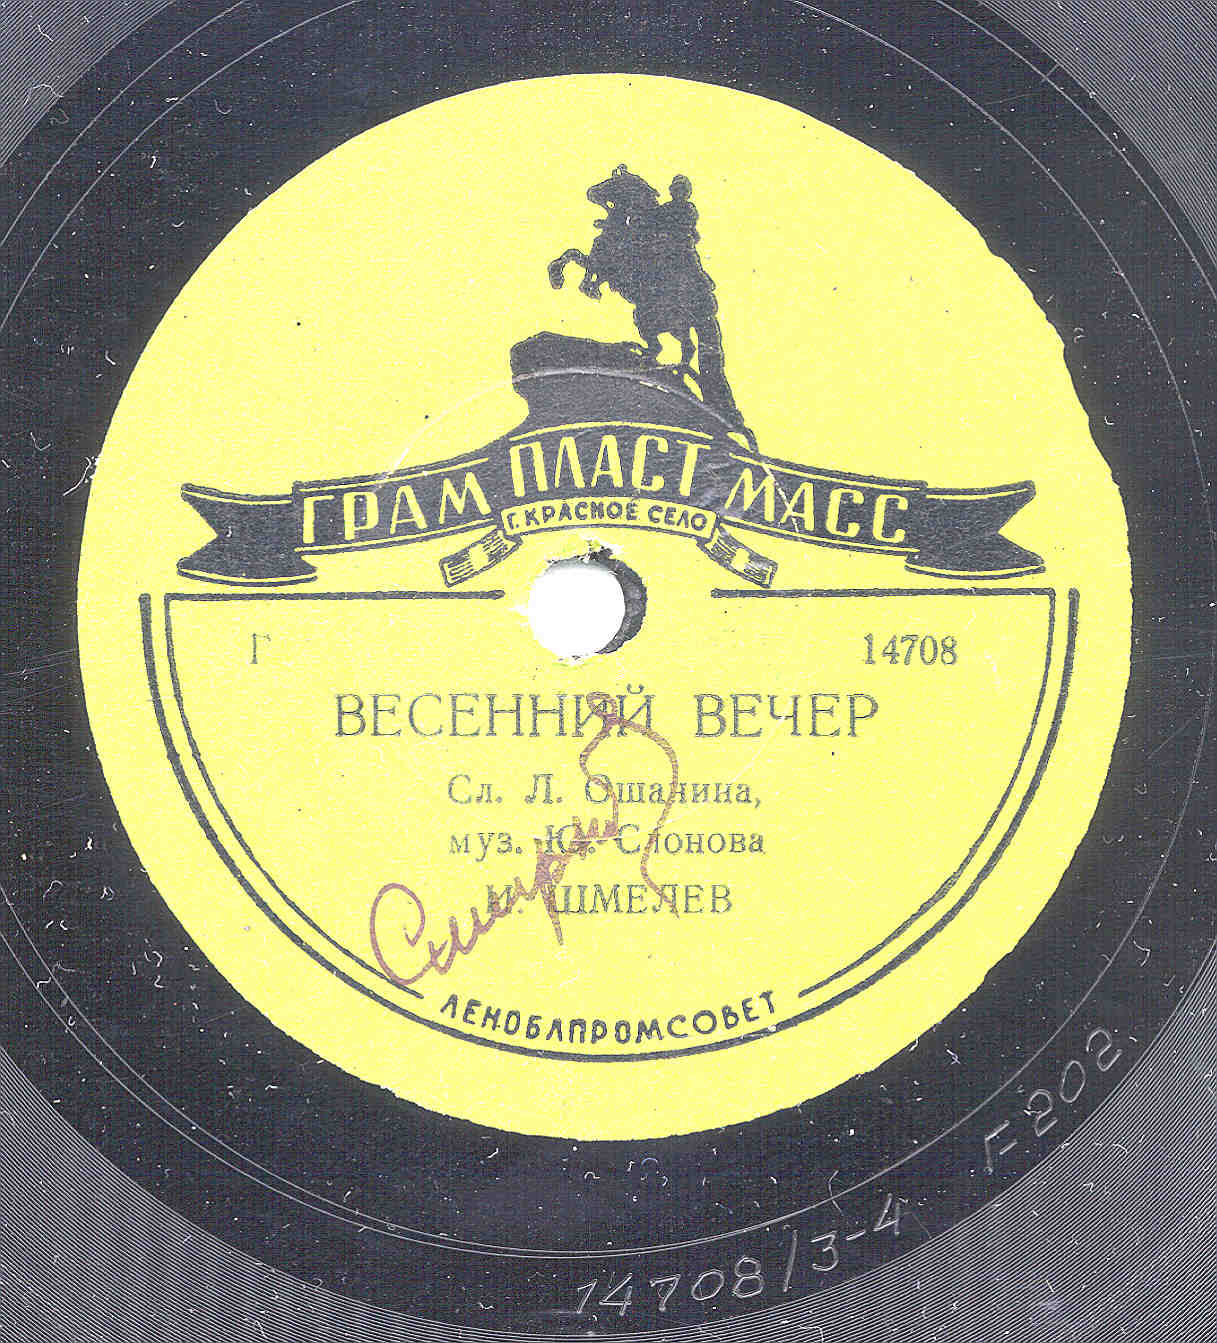 ГРАМ ПЛАСТ МАСС
Г. КРАСНОЕ СЕЛО
Г 14708
ВЕСЕННИЙ ВЕЧЕР
Сл. Л. Ошанина,
муз. Ю. Слонова
И. ШМЕЛЕВ
ЛЕНОБЛПРОМСОВЕТ
14708/3-4 Г-202